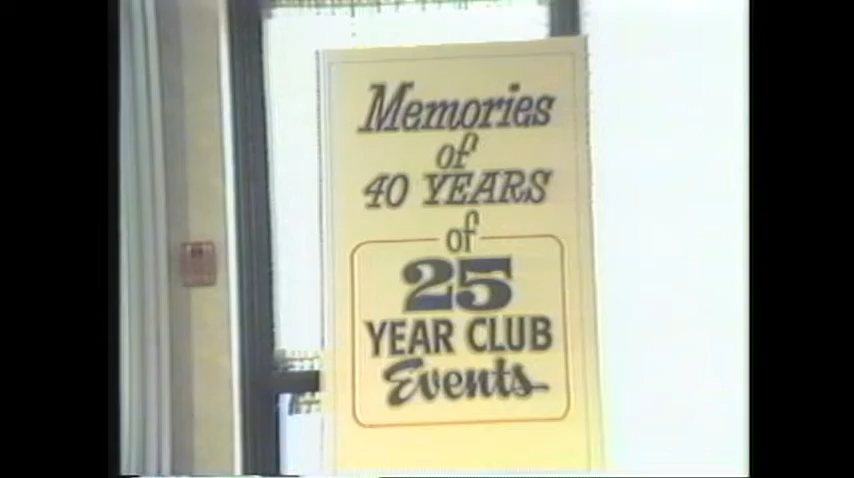 Memories
of
40 YEARS
of
25
YEAR CLUB
Events